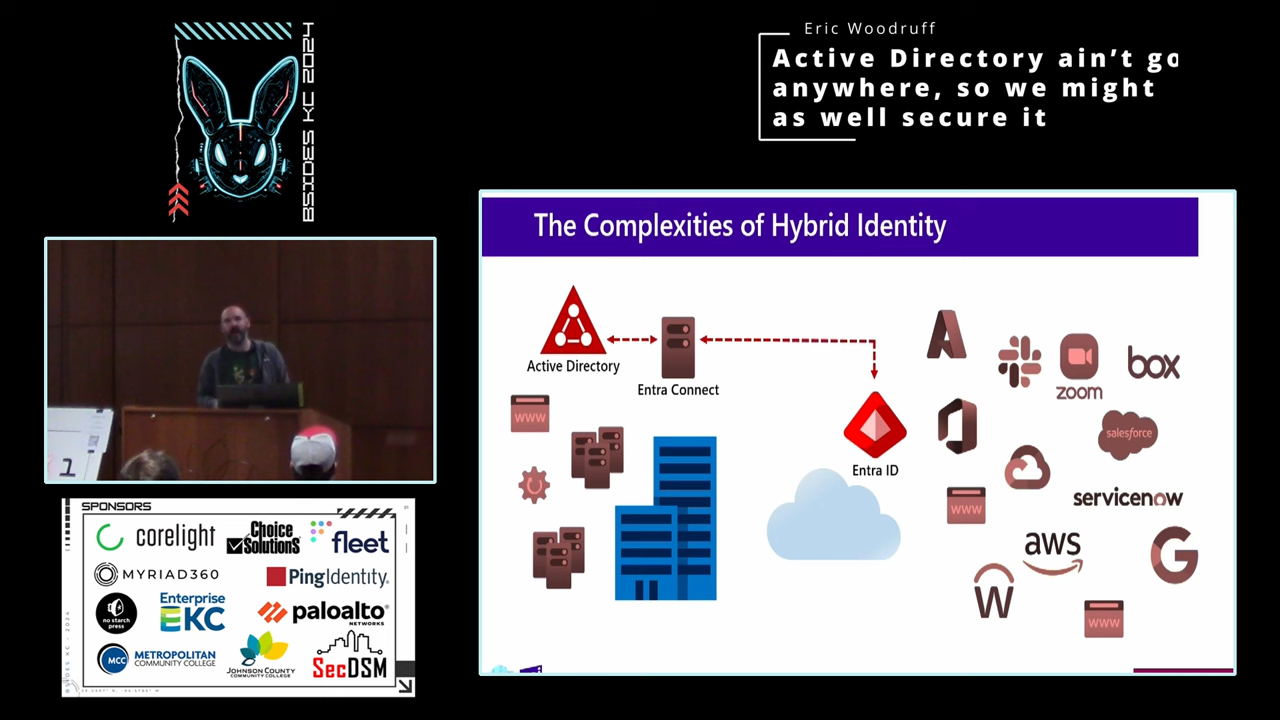 BSIDES KC 2024
Eric Woodruff
Active Directory ain't go
anywhere, so we might
as well secure it
The Complexities of Hybrid Identity
Active Directory
Entra Connect
Entra ID
www
www
www
zoom
box
salesforce
servicenow
aws
1
SPONSORS
corelight
Choice
Solutions
fleet
MYRIAD360
PingIdentity
no starch
press
Enterprise
EKC
paloalto
NETWORKS
MCC
METROPOLITAN
COMMUNITY COLLEGE
JOHNSON COUNTY
COMMUNITY COLLEGE
SecDSM